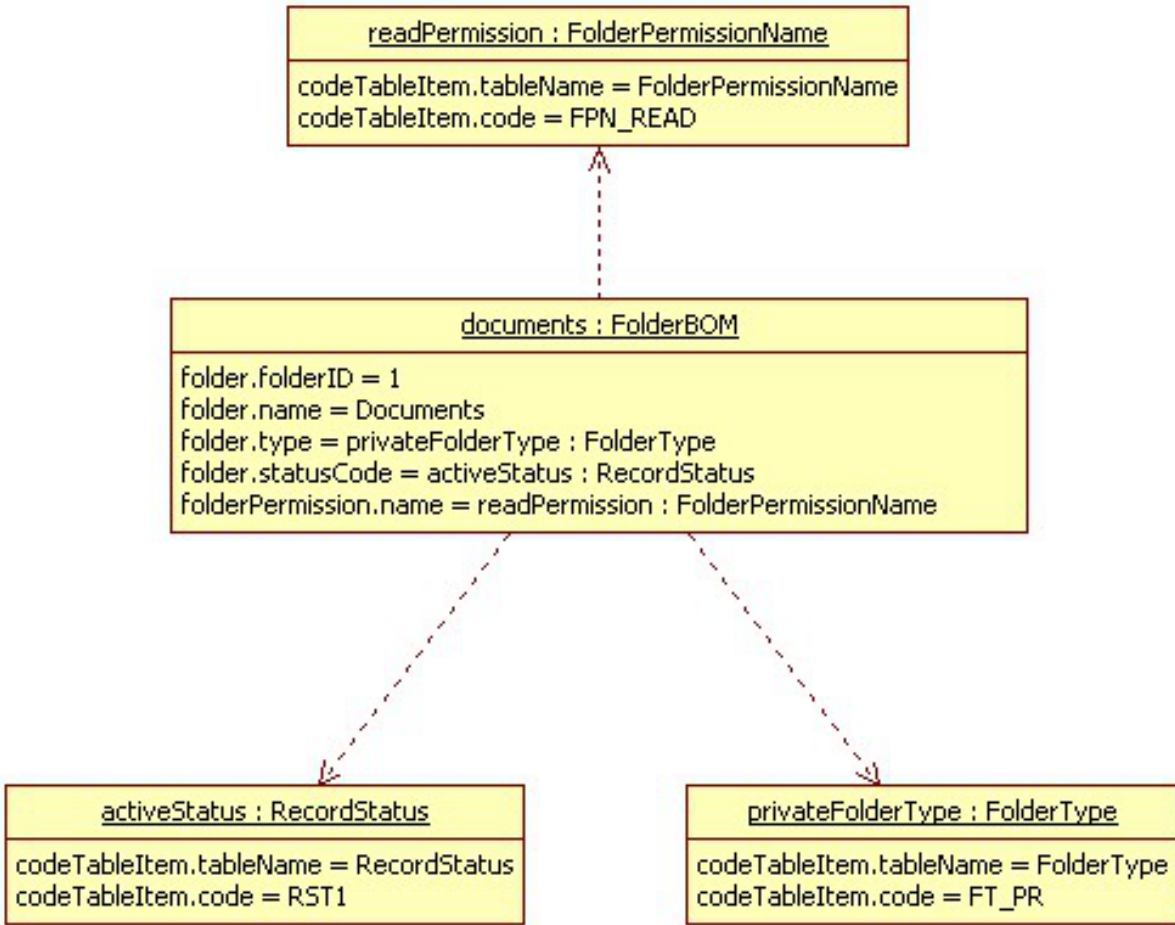 readPermission : FolderPermissionName
codeTableItem.tableName = FolderPermissionName
codeTableItem.code = FPN_READ
documents : FolderBOM
folder.folderID = 1
folder.name = Documents
folder.type = privateFolderType : FolderType
folder.statusCode = activeStatus : RecordStatus
folderPermission.name = readPermission : FolderPermissionName
activeStatus : RecordStatus
codeTableItem.tableName = RecordStatus
codeTableItem.code = RST1
privateFolderType : FolderType
codeTableItem.tableName = FolderType
codeTableItem.code = FT_PR